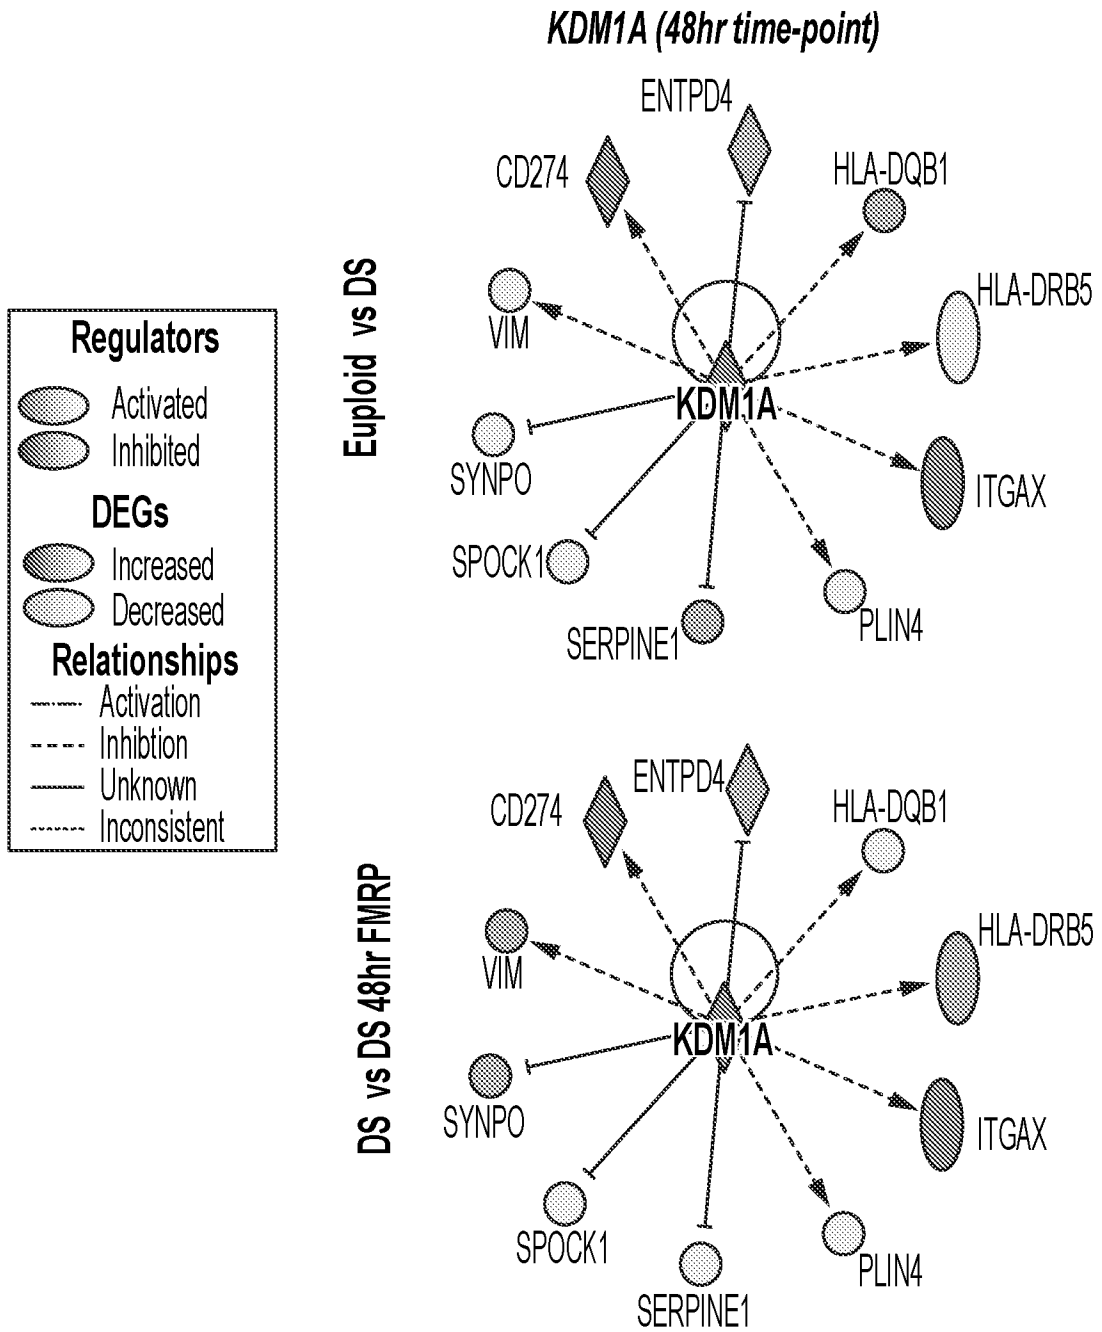 KDM1A (48hr time-point)
Euploid vs DS
ENTPD4
CD274
HLA-DQB1
HLA-DRB5
VIM
KDM1A
SYNPO
ITGAX
SPOCK1
PLIN4
SERPINE1
Regulators
Activated
Inhibited
DEGs
Increased
Decreased
Relationships
Activation
Inhibtion
Unknown
Inconsistent
DS vs DS 48hr FMRP
ENTPD4
CD274
HLA-DQB1
HLA-DRB5
VIM
KDM1A
SYNPO
ITGAX
SPOCK1
PLIN4
SERPINE1